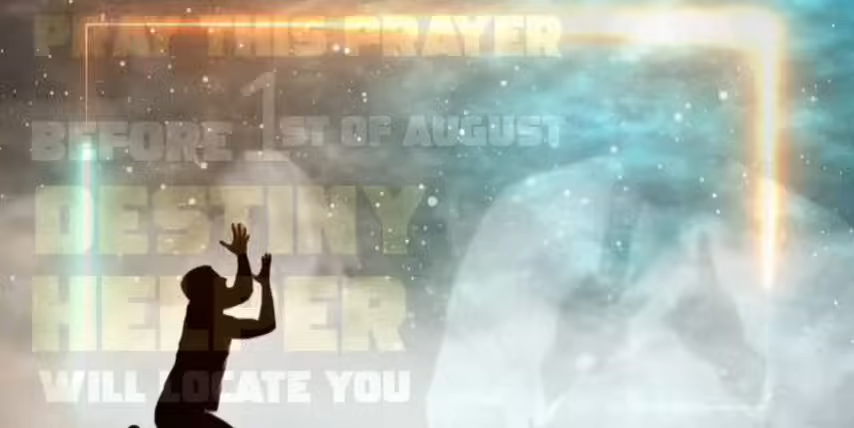 PRAY THIS PRAYER
BEFORE 1ST OF AUGUST
DESTINY
HELPER
WILL LOCATE YOU